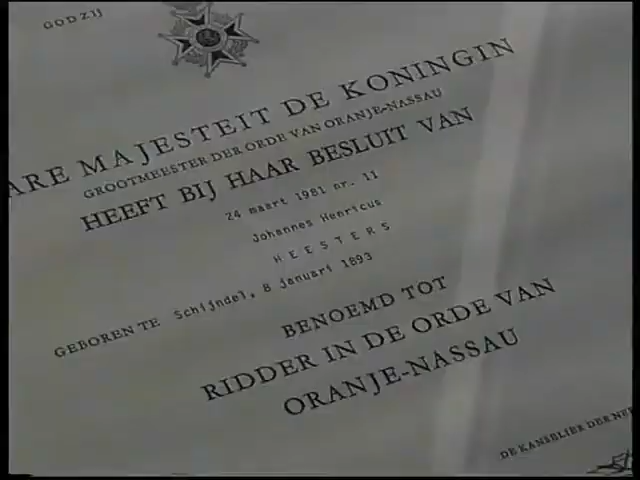 GOD ZIJ
ARE MAJESTEIT DE KONINGIN
GROOTMEESTER DER ORDE VAN ORANJE-NASSAU
HEEFT BIJ HAAR BESLUIT VAN
24 maart 1981 nr. 11
Johannes Henricus
HEESTERS
GEBOREN TE Schijndel, 8 januari 1893
BENOEMD TOT
RIDDER IN DE ORDE VAN
ORANJE-NASSAU
DE KANSELIER DER NE